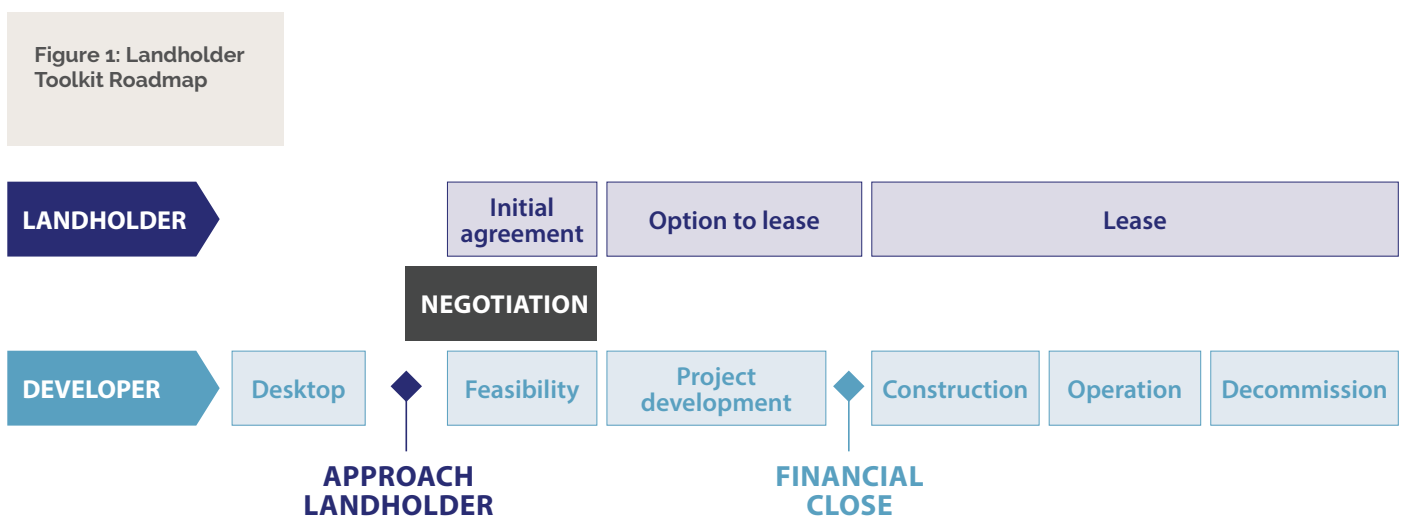 Figure 1: Landholder
Toolkit Roadmap
LANDHOLDER
Initial
agreement
Option to lease
Lease
NEGOTIATION
DEVELOPER
Desktop
Feasibility
Project
development
Construction
Operation
Decommission
APPROACH
LANDHOLDER
FINANCIAL
CLOSE